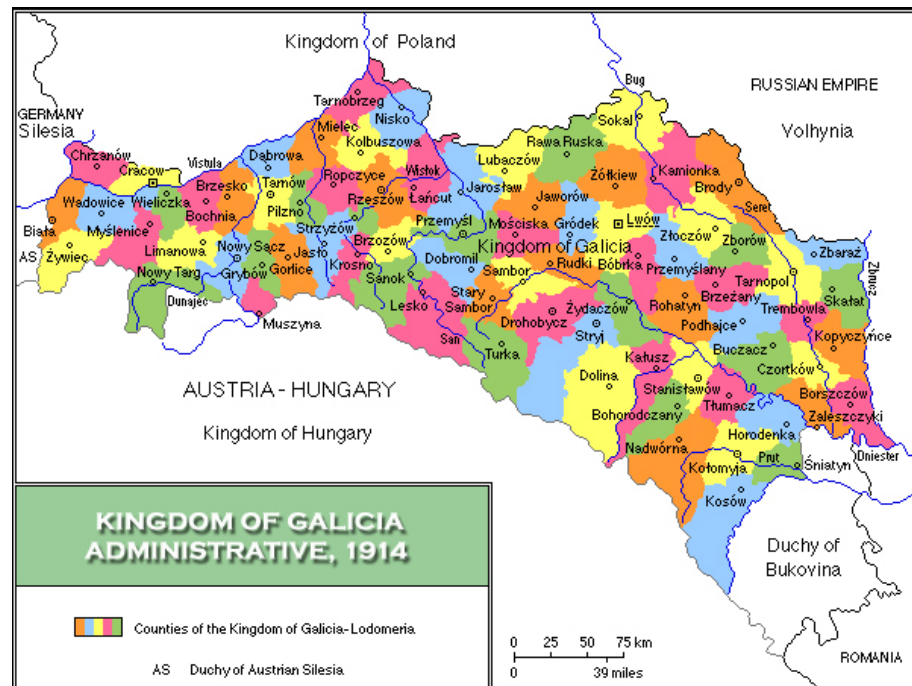 Kingdom of Poland
Bug
RUSSIAN EMPIRE
Volhynia
GERMANY
Silesia
Tarnobrzeg
Nisko
Sokal
Mielec
Kolbuszowa
Rawa Ruska
Chrzanów
Cracow
Vistula
Dąbrowa
Lubaczów
Kamionka
Wadowice
Wieliczka
Brzesko
Tarnów
Ropczyce
Wisłok
Łańcut
Jarosław
Żółkiew
Brody
Bochnia
Pilzno
Rzeszów
Jaworów
Biała
Myślenice
Strzyżów
Przemyśl
Mościska
Gródek
Lwów
Seret
AS
Żywiec
Limanowa
Nowy Sącz
Jasło
Brzozów
Kingdom of Galicia
Złoczów
Zborów
Zbaraż
Nowy Targ
Grybów
Gorlice
Krosno
Sanok
Dobromil
Sambor
Rudki
Bóbrka
Przemyślany
Tarnopol
Zbrucz
Dunajec
Muszyna
Lesko
Stary
Sambor
Drohobycz
Żydaczów
Rohatyn
Brzeżany
Trembowla
Skałat
San
Turka
Stryj
Podhajce
Kopyczyńce
AUSTRIA - HUNGARY
Kałusz
Buczacz
Czortków
Dolina
Stanisławów
Borszczów
Kingdom of Hungary
Bohorodczany
Tłumacz
Zaleszczyki
Nadwórna
Horodenka
Dniester
Kołomyja
Prut
Śniatyn
Kosów
KINGDOM OF GALICIA
ADMINISTRATIVE, 1914
Duchy of
Bukovina
Counties of the Kingdom of Galicia-Lodomeria
AS Duchy of Austrian Silesia
0 25 50 75 km
0 39 miles
ROMANIA